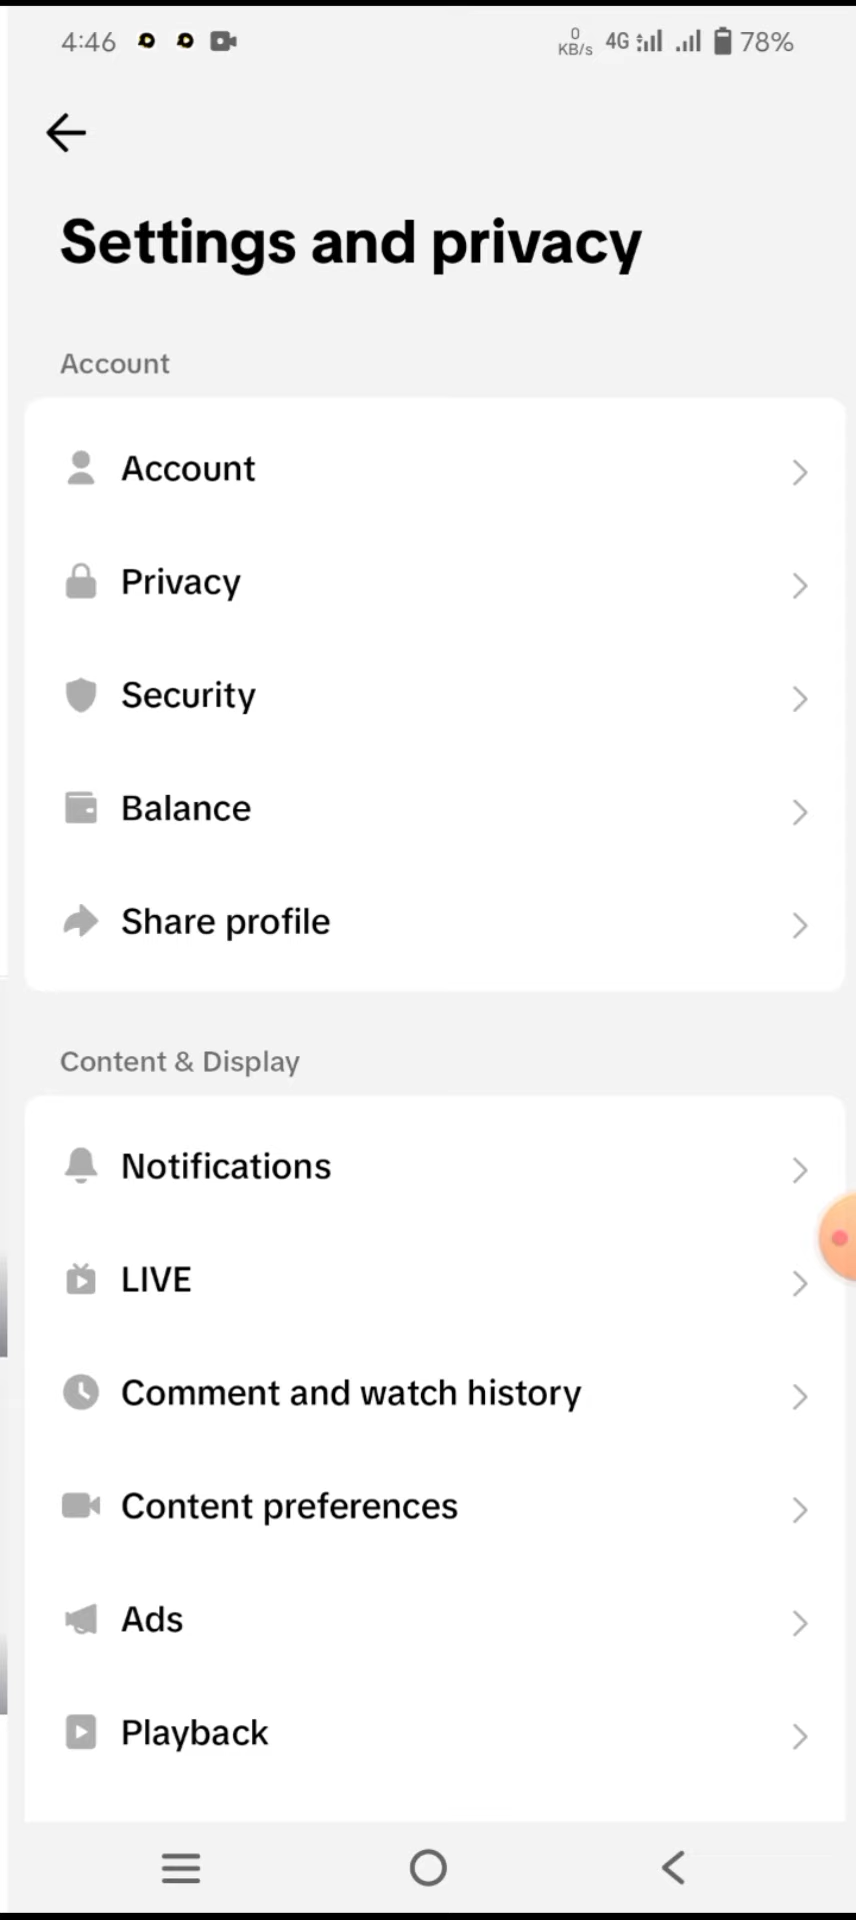 4:46 0 KB/s 4G 78%
Settings and privacy
Account
Account
Privacy
Security
Balance
Share profile
Content & Display
Notifications
LIVE
Comment and watch history
Content preferences
Ads
Playback